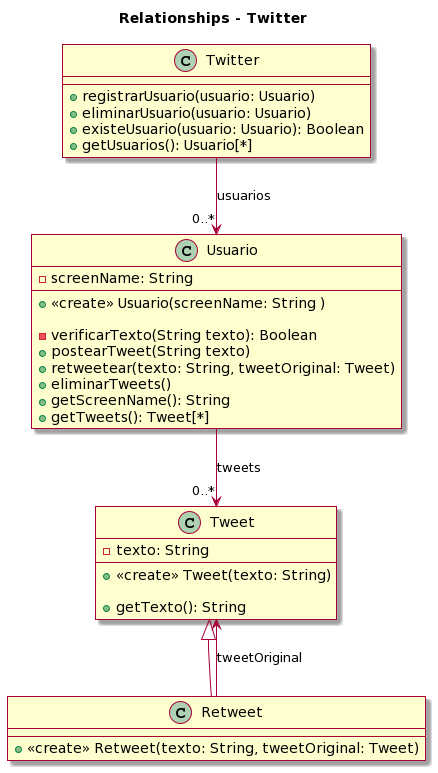 Relationships - Twitter
C Twitter
registrarUsuario(usuario: Usuario)
eliminarUsuario(usuario: Usuario)
existeUsuario(usuario: Usuario): Boolean
getUsuarios(): Usuario[*]
usuarios
0..*
C Usuario
screenName: String
«create» Usuario(screenName: String )
verificarTexto(String texto): Boolean
postearTweet(String texto)
retweetear(texto: String, tweetOriginal: Tweet)
eliminarTweets()
getScreenName(): String
getTweets(): Tweet[*]
tweets
0..*
C Tweet
texto: String
«create» Tweet(texto: String)
getTexto(): String
tweetOriginal
C Retweet
«create» Retweet(texto: String, tweetOriginal: Tweet)